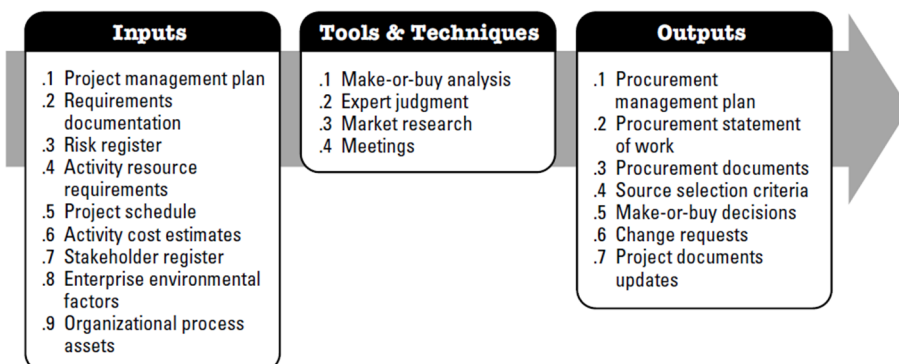 Inputs
.1 Project management plan
.2 Requirements
documentation
.3 Risk register
.4 Activity resource
requirements
.5 Project schedule
.6 Activity cost estimates
.7 Stakeholder register
.8 Enterprise environmental
factors
.9 Organizational process
assets
Tools & Techniques
.1 Make-or-buy analysis
.2 Expert judgment
.3 Market research
.4 Meetings
Outputs
.1 Procurement
management plan
.2 Procurement statement
of work
.3 Procurement documents
.4 Source selection criteria
.5 Make-or-buy decisions
.6 Change requests
.7 Project documents
updates